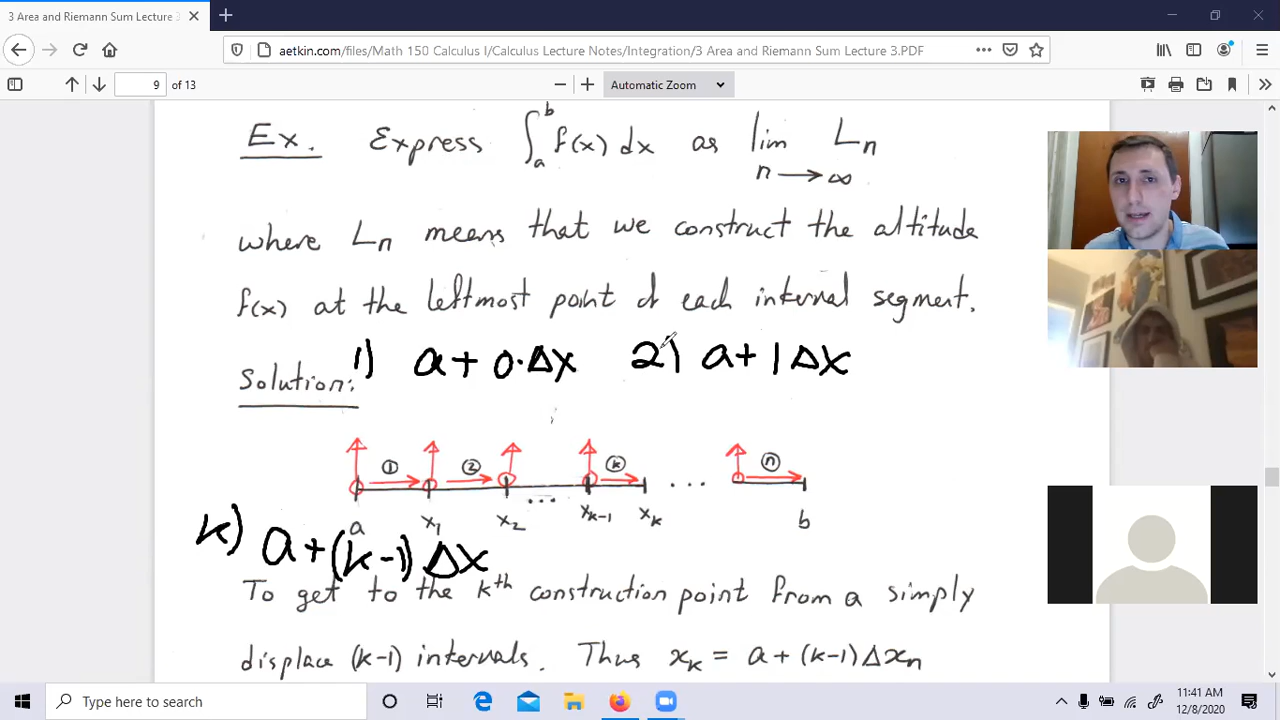 3 Area and Riemann Sum Lecture 3
aetkin.com/files/Math 150 Calculus I/Calculus Lecture Notes/Integration/3 Area and Riemann Sum Lecture 3.PDF
9 of 13
Automatic Zoom
Ex. Express ∫ₐᵇ f(x) dx as lim Lₙ
n → ∞
where Lₙ means that we construct the altitude
f(x) at the leftmost point of each internal segment.
1) a + 0·Δx 2) a + 1Δx
Solution:
① ② ⓚ ⓝ
... ...
a x₁ x₂ xₖ₋₁ xₖ b
k) a + (k-1) Δx
To get to the kᵗʰ construction point from a simply
displace (k-1) intervals. Thus xₖ = a + (k-1)Δxₙ
Type here to search
11:41 AM
12/8/2020